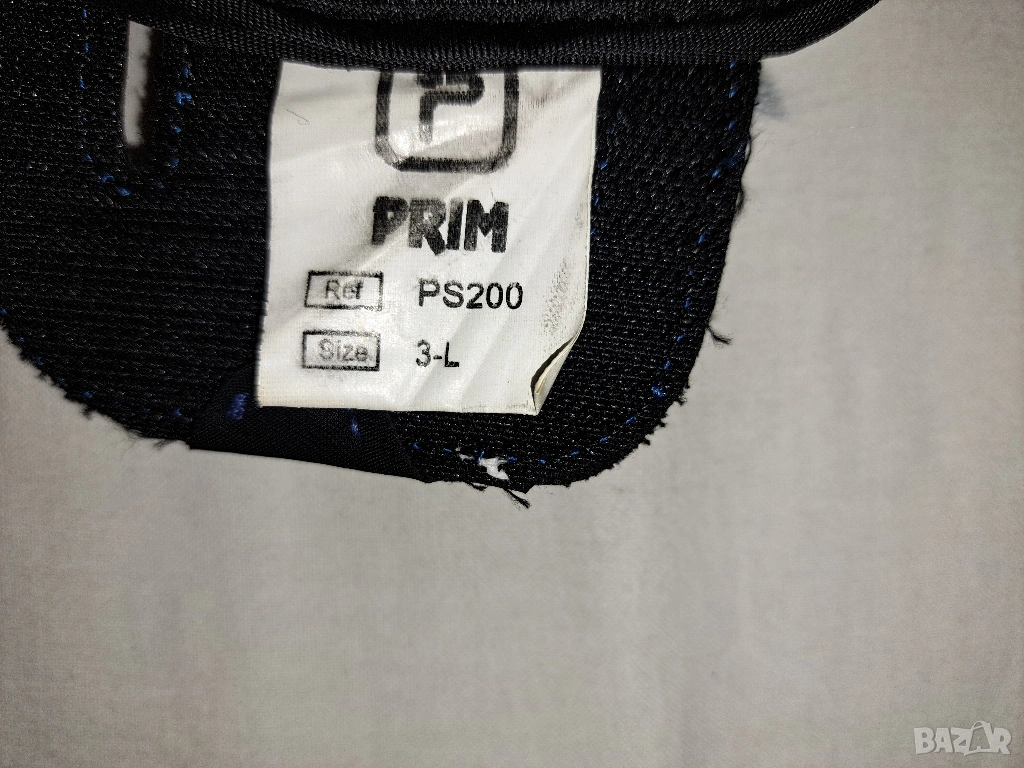 P
PRIM
Ref PS200
Size 3-L
BAZAR